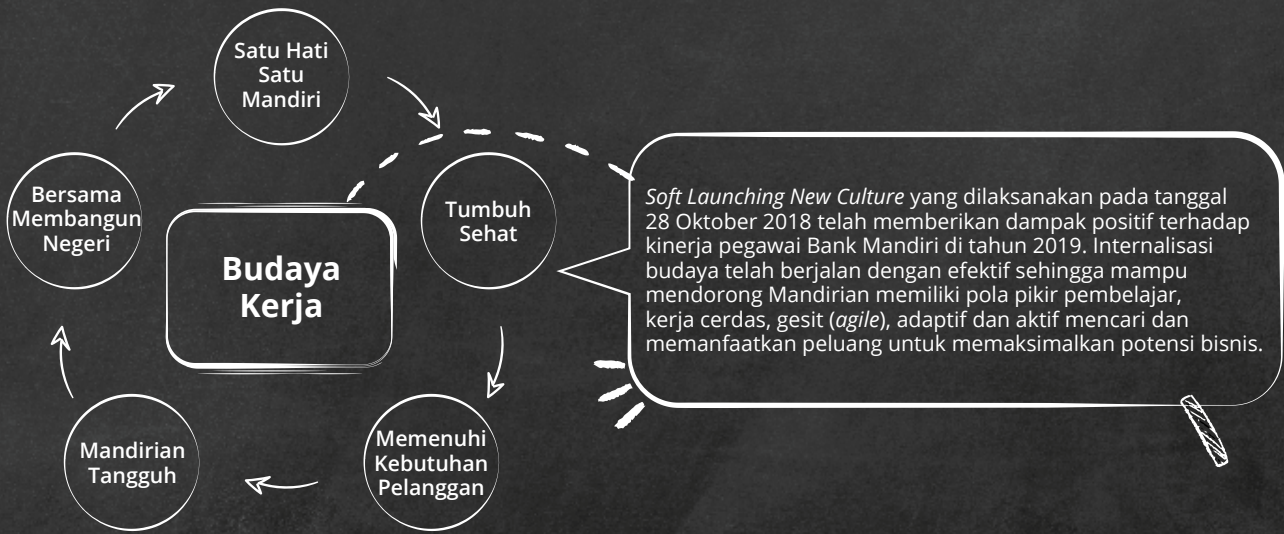 Satu Hati
Satu
Mandiri
Tumbuh
Sehat
Memenuhi
Kebutuhan
Pelanggan
Mandirian
Tangguh
Bersama
Membangun
Negeri
Budaya
Kerja
Soft Launching New Culture yang dilaksanakan pada tanggal
28 Oktober 2018 telah memberikan dampak positif terhadap
kinerja pegawai Bank Mandiri di tahun 2019. Internalisasi
budaya telah berjalan dengan efektif sehingga mampu
mendorong Mandirian memiliki pola pikir pembelajar,
kerja cerdas, gesit (agile), adaptif dan aktif mencari dan
memanfaatkan peluang untuk memaksimalkan potensi bisnis.